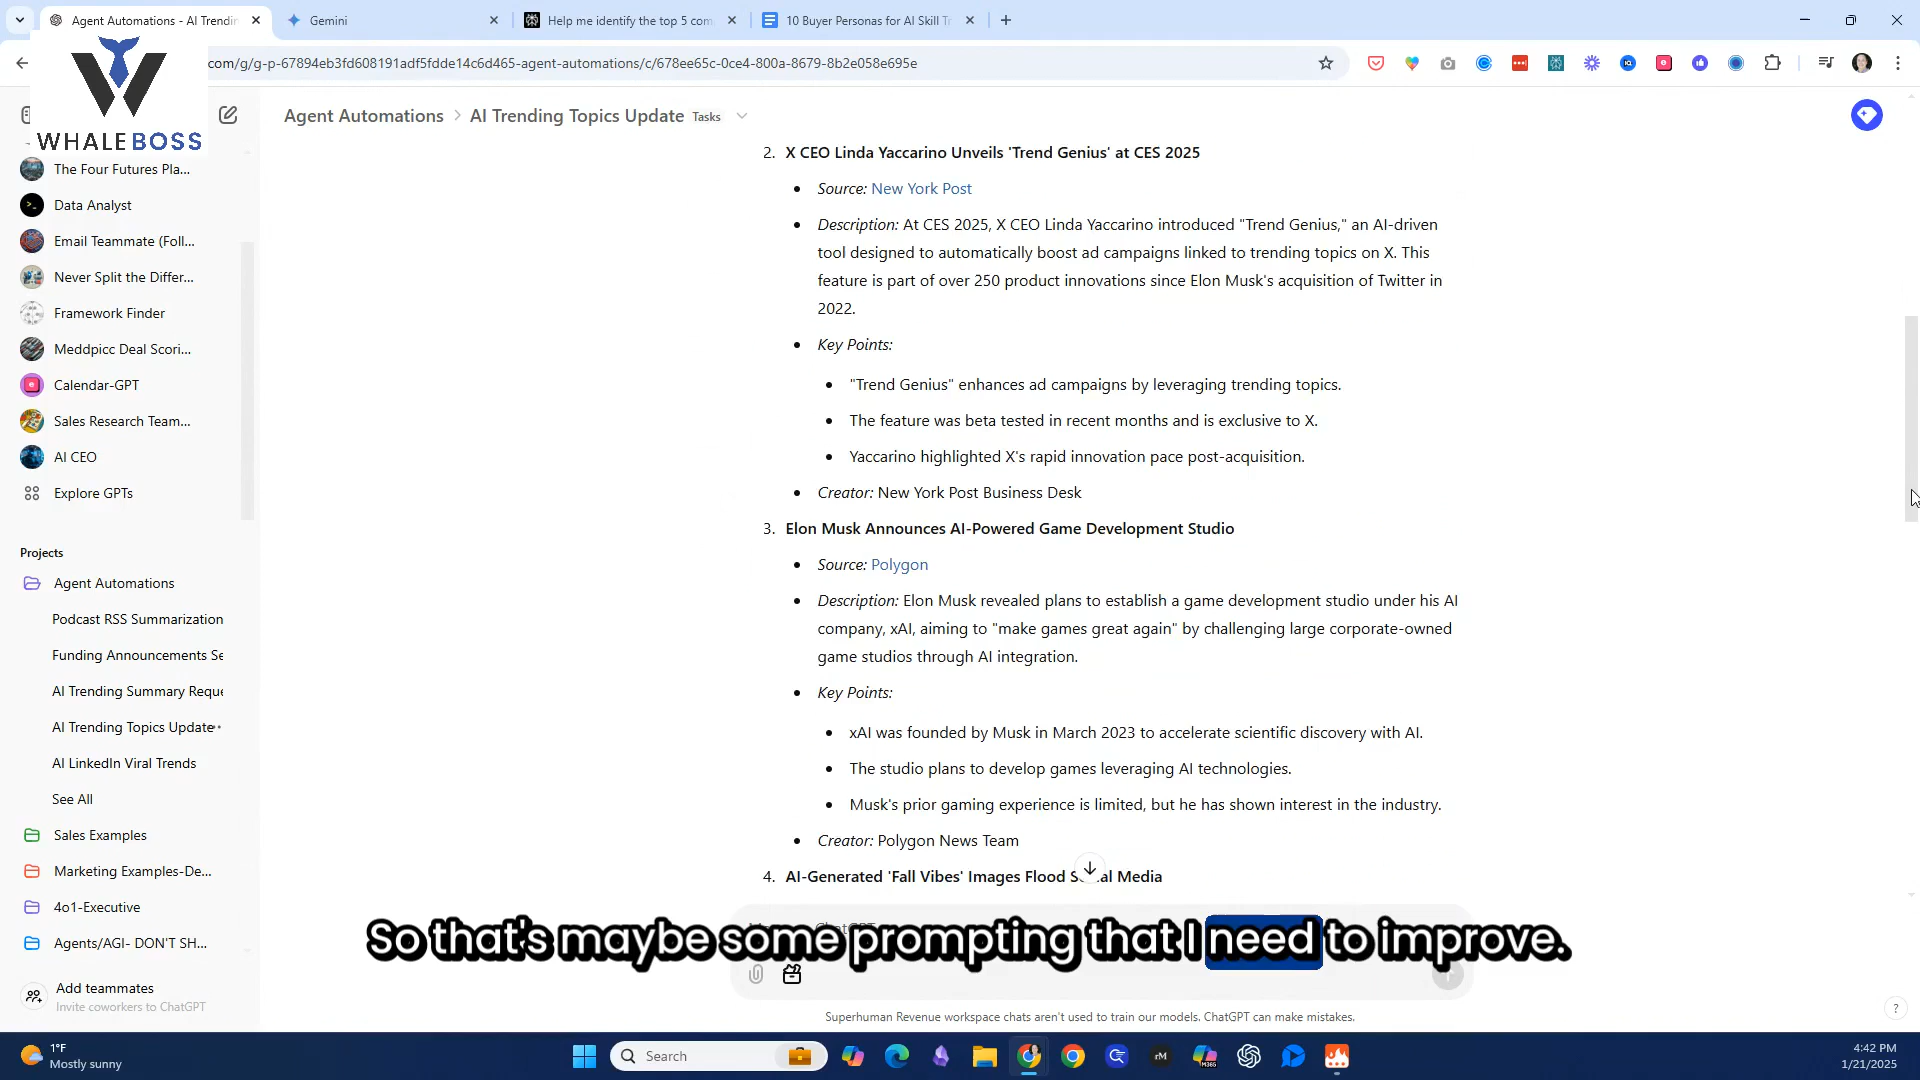 Agent Automations - AI Trendin
Gemini
Help me identify the top 5 com
10 Buyer Personas for AI Skill Tr
com/g/g-p-67894eb3fd608191adf5fdde14c6d465-agent-automations/c/678ee65c-0ce4-800a-8679-8b2e058e695e
WHALEBOSS
Agent Automations > AI Trending Topics Update Tasks
The Four Futures Pla...
Data Analyst
Email Teammate (Foll...
Never Split the Differ...
Framework Finder
Meddpicc Deal Scori...
Calendar-GPT
Sales Research Team...
AI CEO
Explore GPTs
Projects
Agent Automations
Podcast RSS Summarization
Funding Announcements Se
AI Trending Summary Reque
AI Trending Topics Update
AI LinkedIn Viral Trends
See All
Sales Examples
Marketing Examples-De...
4o1-Executive
Agents/AGI- DON'T SH...
Add teammates
Invite coworkers to ChatGPT
2. X CEO Linda Yaccarino Unveils 'Trend Genius' at CES 2025
Source: New York Post
Description: At CES 2025, X CEO Linda Yaccarino introduced "Trend Genius," an AI-driven
tool designed to automatically boost ad campaigns linked to trending topics on X. This
feature is part of over 250 product innovations since Elon Musk's acquisition of Twitter in
2022.
Key Points:
"Trend Genius" enhances ad campaigns by leveraging trending topics.
The feature was beta tested in recent months and is exclusive to X.
Yaccarino highlighted X's rapid innovation pace post-acquisition.
Creator: New York Post Business Desk
3. Elon Musk Announces AI-Powered Game Development Studio
Source: Polygon
Description: Elon Musk revealed plans to establish a game development studio under his AI
company, xAI, aiming to "make games great again" by challenging large corporate-owned
game studios through AI integration.
Key Points:
xAI was founded by Musk in March 2023 to accelerate scientific discovery with AI.
The studio plans to develop games leveraging AI technologies.
Musk's prior gaming experience is limited, but he has shown interest in the industry.
Creator: Polygon News Team
4. AI-Generated 'Fall Vibes' Images Flood Social Media
So that's maybe some prompting that I need to improve.
Superhuman Revenue workspace chats aren't used to train our models. ChatGPT can make mistakes.
?
1°F
Mostly sunny
Search
rM
M365
4:42 PM
1/21/2025